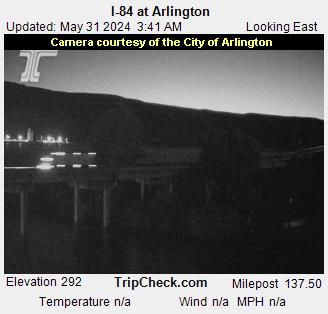 I-84 at Arlington
Updated: May 31 2024 3:41 AM Looking East
Camera courtesy of the City of Arlington
Elevation 292 TripCheck.com Milepost 137.50
Temperature n/a Wind n/a MPH n/a